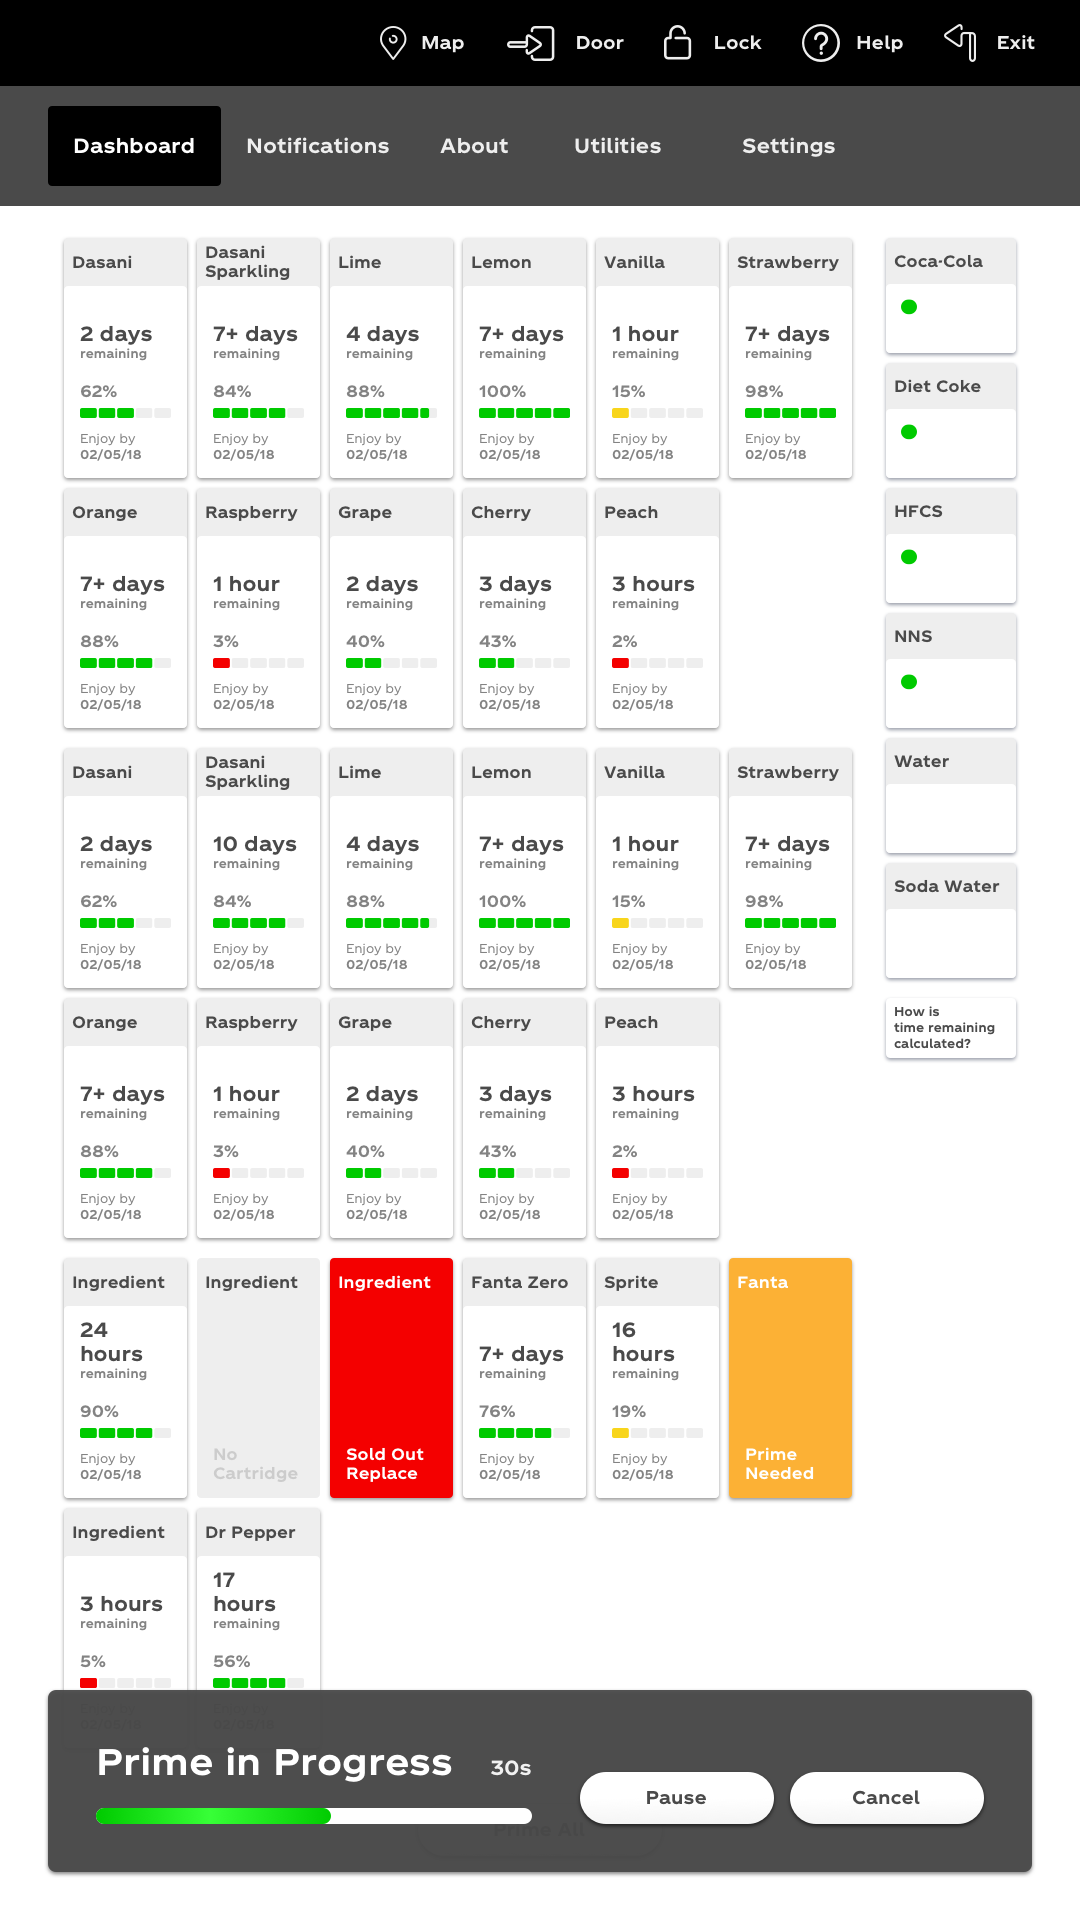 Map
Door
Lock
Help
Exit
Dashboard
Notifications
About
Utilities
Settings
Dasani
2 days
remaining
62%
Enjoy by
02/05/18
Dasani
Sparkling
7+ days
remaining
84%
Enjoy by
02/05/18
Lime
4 days
remaining
88%
Enjoy by
02/05/18
Lemon
7+ days
remaining
100%
Enjoy by
02/05/18
Vanilla
1 hour
remaining
15%
Enjoy by
02/05/18
Strawberry
7+ days
remaining
98%
Enjoy by
02/05/18
Orange
7+ days
remaining
88%
Enjoy by
02/05/18
Raspberry
1 hour
remaining
3%
Enjoy by
02/05/18
Grape
2 days
remaining
40%
Enjoy by
02/05/18
Cherry
3 days
remaining
43%
Enjoy by
02/05/18
Peach
3 hours
remaining
2%
Enjoy by
02/05/18
Dasani
2 days
remaining
62%
Enjoy by
02/05/18
Dasani
Sparkling
10 days
remaining
84%
Enjoy by
02/05/18
Lime
4 days
remaining
88%
Enjoy by
02/05/18
Lemon
7+ days
remaining
100%
Enjoy by
02/05/18
Vanilla
1 hour
remaining
15%
Enjoy by
02/05/18
Strawberry
7+ days
remaining
98%
Enjoy by
02/05/18
Orange
7+ days
remaining
88%
Enjoy by
02/05/18
Raspberry
1 hour
remaining
3%
Enjoy by
02/05/18
Grape
2 days
remaining
40%
Enjoy by
02/05/18
Cherry
3 days
remaining
43%
Enjoy by
02/05/18
Peach
3 hours
remaining
2%
Enjoy by
02/05/18
Ingredient
24
hours
remaining
90%
Enjoy by
02/05/18
Ingredient
No
Cartridge
Ingredient
Sold Out
Replace
Fanta Zero
7+ days
remaining
76%
Enjoy by
02/05/18
Sprite
16
hours
remaining
19%
Enjoy by
02/05/18
Fanta
Prime
Needed
Ingredient
3 hours
remaining
5%
Dr Pepper
17
hours
remaining
56%
Coca-Cola
Diet Coke
HFCS
NNS
Water
Soda Water
How is
time remaining
calculated?
Prime in Progress
30s
Pause
Cancel
Prime All